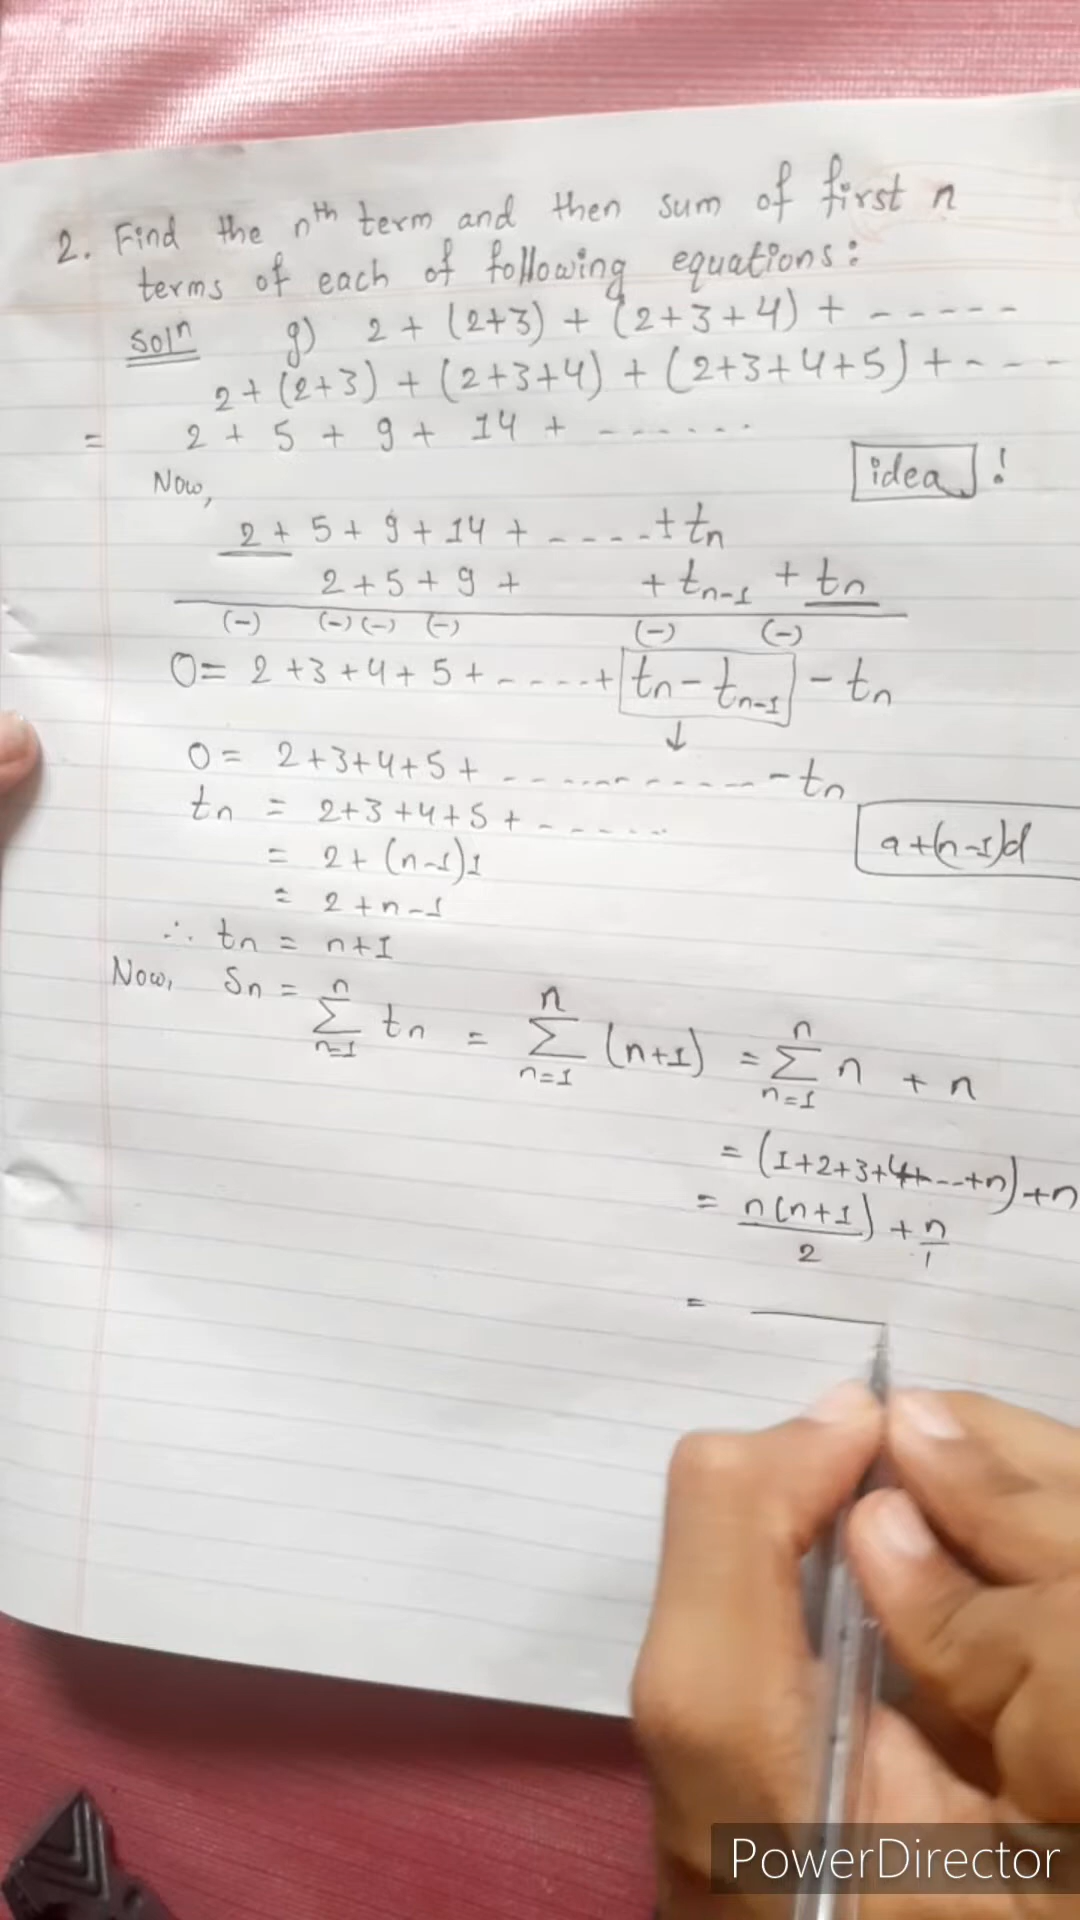 2. Find the nth term and then sum of first n
terms of each of following equations:
Solⁿ g) 2 + (2+3) + (2+3+4) + -----
2 + (2+3) + (2+3+4) + (2+3+4+5) + ---
= 2 + 5 + 9 + 14 + ------
idea !
Now,
2 + 5 + 9 + 14 + ----- + tn
2 + 5 + 9 + + tn-1 + tn
(-) (-) (-) (-) (-) (-)
0 = 2 + 3 + 4 + 5 + ----- + tn - tn-1 - tn
↓
0 = 2+3+4+5+ ---------- - tn
tn = 2+3+4+5+ ------
a+(n-1)d
= 2 + (n-1)1
= 2 + n - 1
∴ tn = n+1
Now, Sn = n∑n=1 tn = n∑n=1 (n+1) = n∑n=1 n + n
= (1+2+3+4+--+n)+n
= n(n+1)/2 + n/1
=
PowerDirector